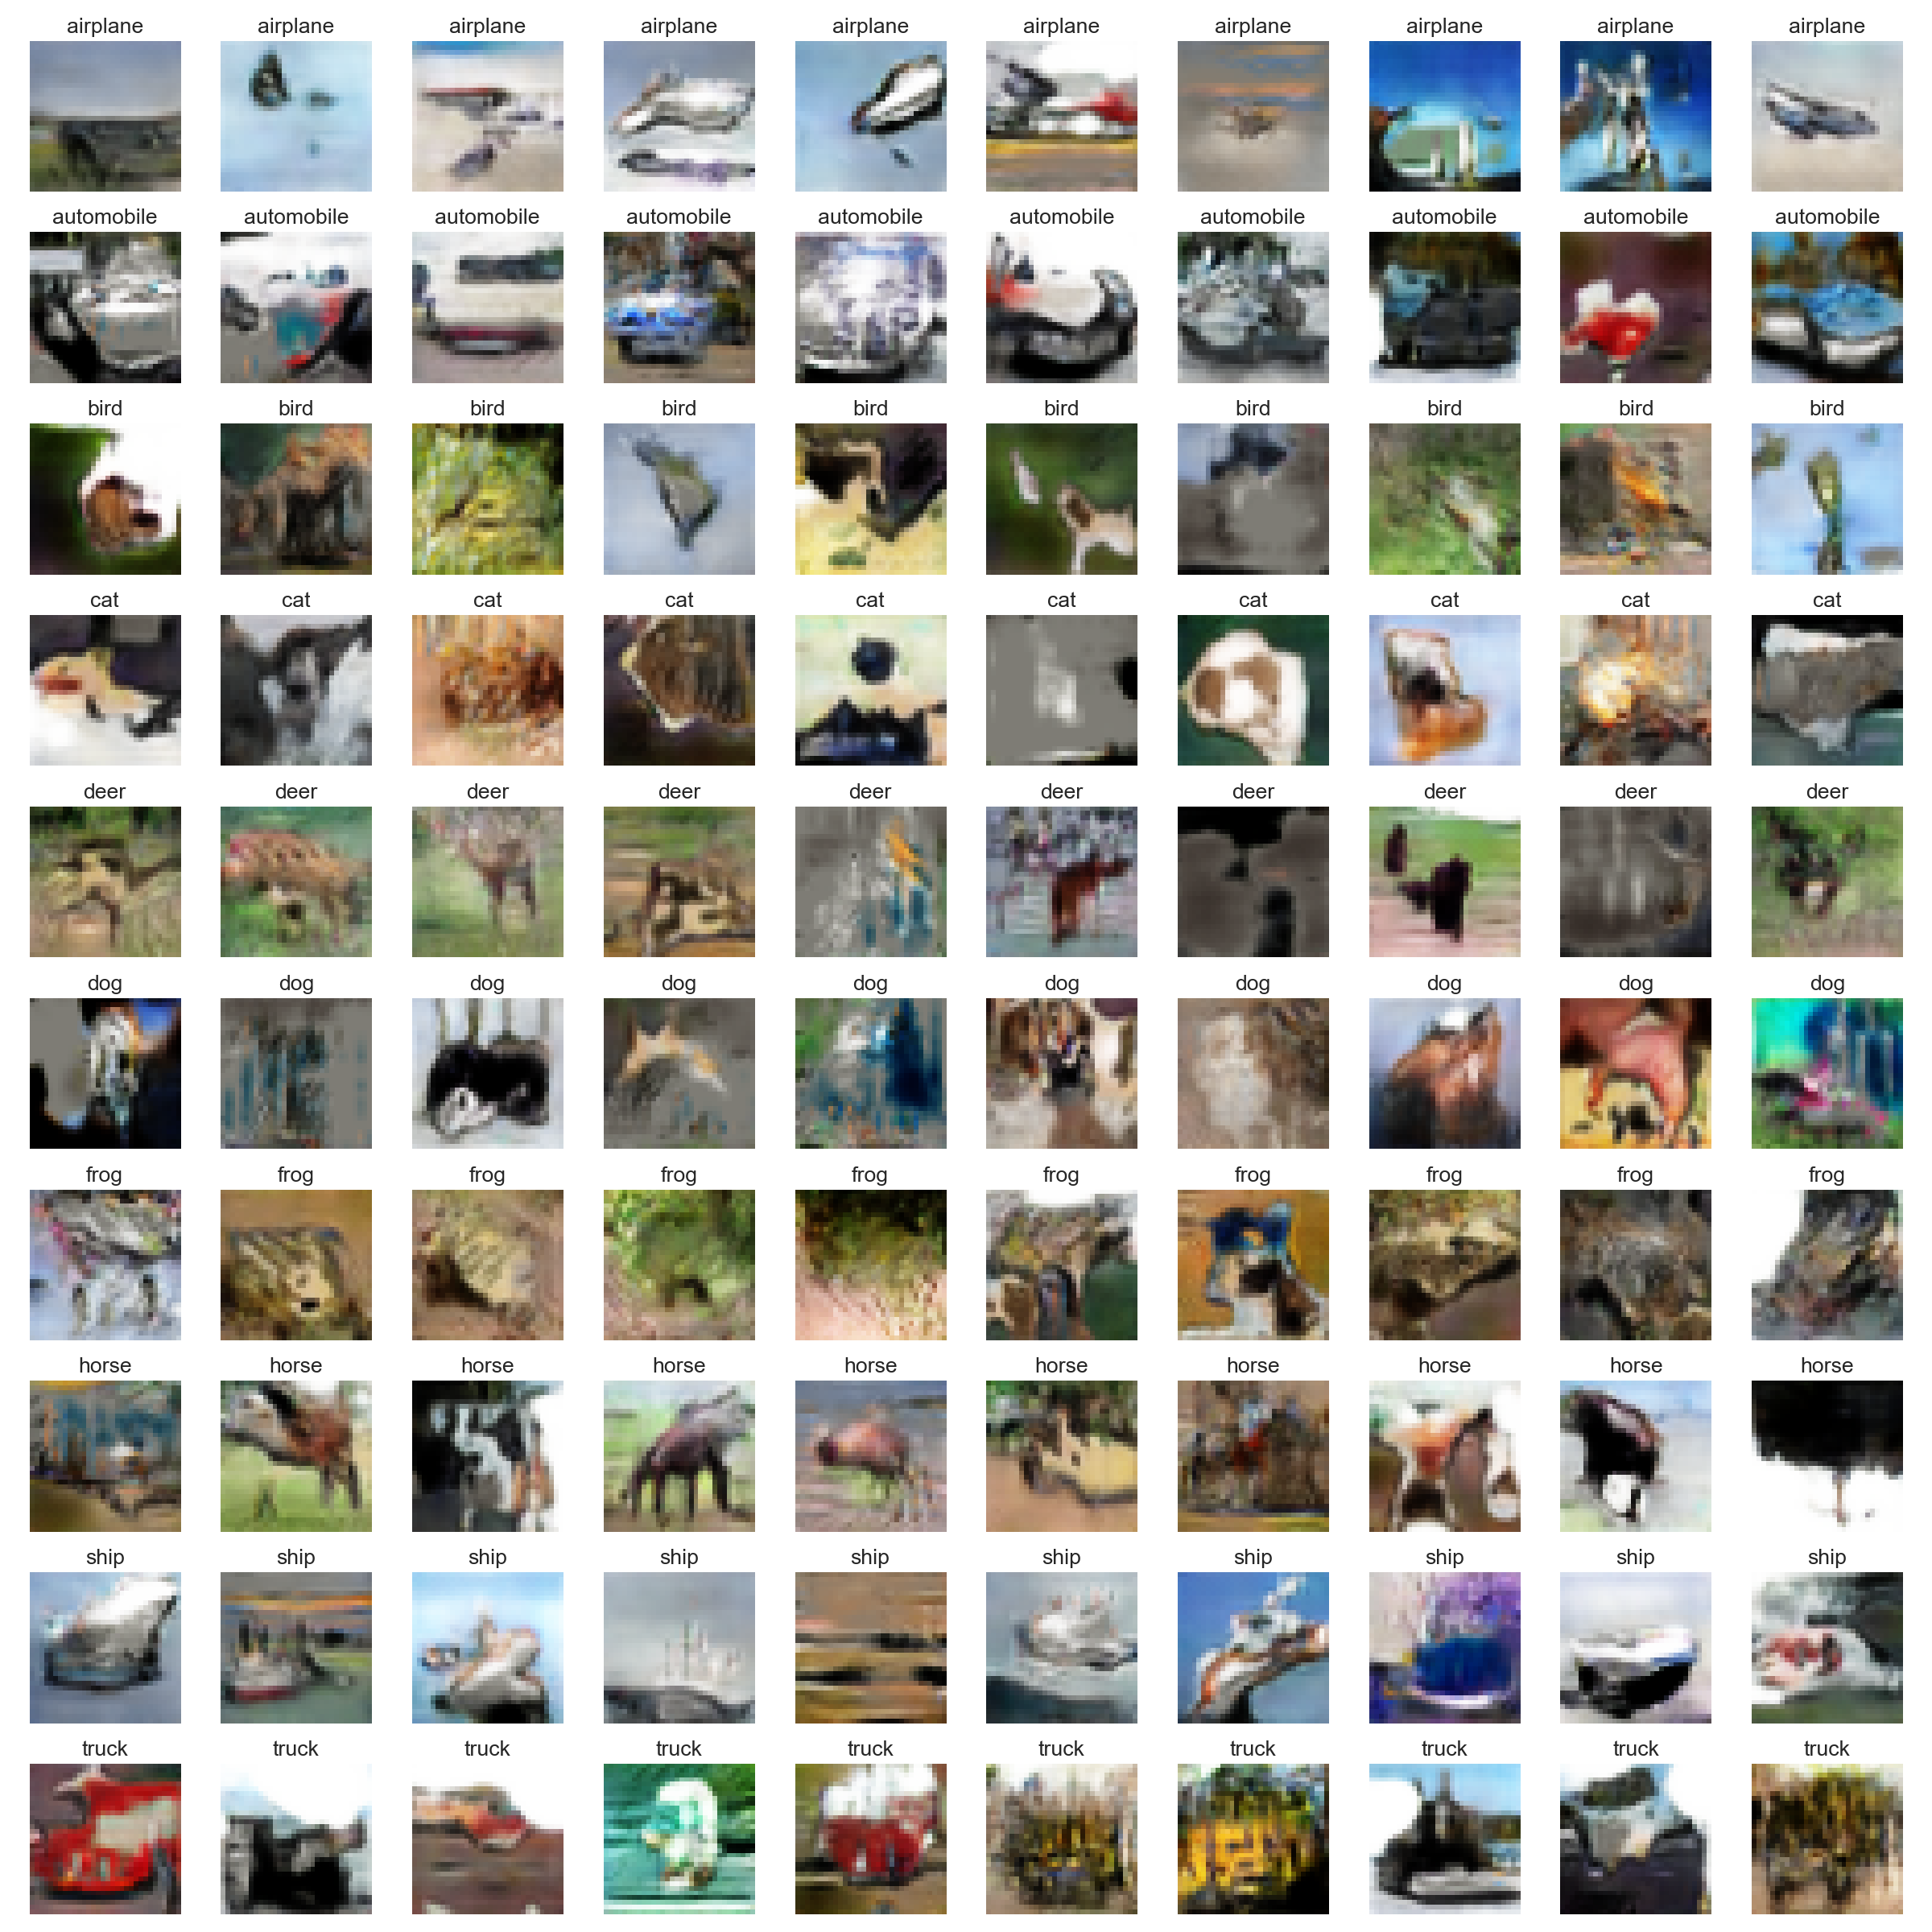 airplane airplane airplane airplane airplane airplane airplane airplane airplane airplane
automobile automobile automobile automobile automobile automobile automobile automobile automobile automobile
bird bird bird bird bird bird bird bird bird bird
cat cat cat cat cat cat cat cat cat cat
deer deer deer deer deer deer deer deer deer deer
dog dog dog dog dog dog dog dog dog dog
frog frog frog frog frog frog frog frog frog frog
horse horse horse horse horse horse horse horse horse horse
ship ship ship ship ship ship ship ship ship ship
truck truck truck truck truck truck truck truck truck truck